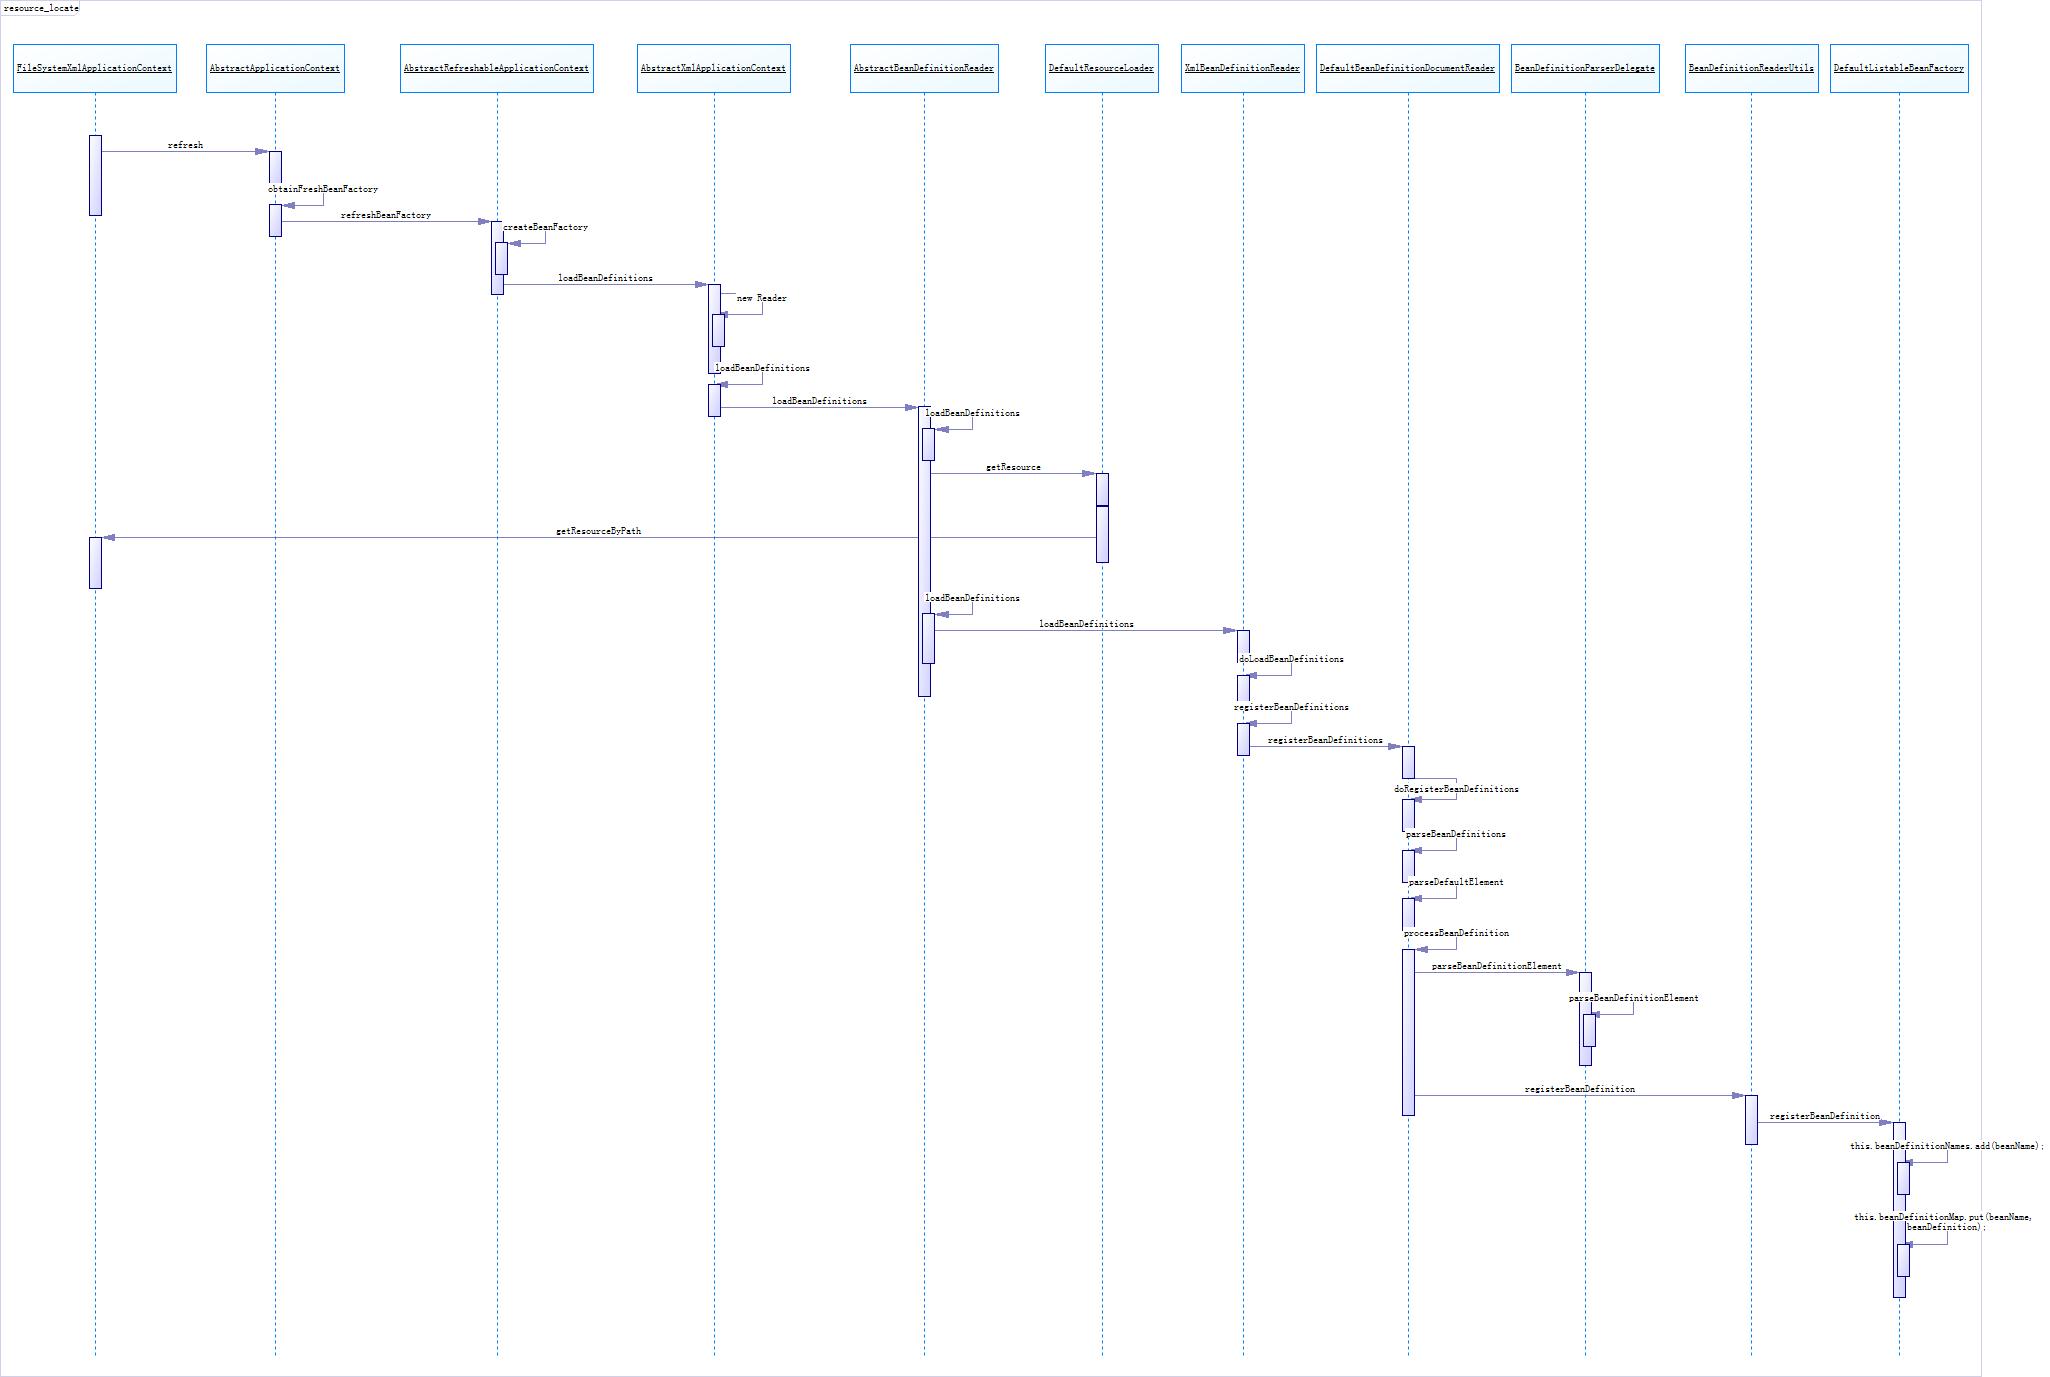 resource_locate
FileSystemXmlApplicationContext
AbstractApplicationContext
AbstractRefreshableApplicationContext
AbstractXmlApplicationContext
AbstractBeanDefinitionReader
DefaultResourceLoader
XmlBeanDefinitionReader
DefaultBeanDefinitionDocumentReader
BeanDefinitionParserDelegate
BeanDefinitionReaderUtils
DefaultListableBeanFactory
refresh
obtainFreshBeanFactory
refreshBeanFactory
createBeanFactory
loadBeanDefinitions
new Reader
loadBeanDefinitions
loadBeanDefinitions
loadBeanDefinitions
getResource
getResourceByPath
loadBeanDefinitions
loadBeanDefinitions
doLoadBeanDefinitions
registerBeanDefinitions
registerBeanDefinitions
doRegisterBeanDefinitions
parseBeanDefinitions
parseDefaultElement
processBeanDefinition
parseBeanDefinitionElement
parseBeanDefinitionElement
registerBeanDefinition
registerBeanDefinition
this.beanDefinitionNames.add(beanName);
this.beanDefinitionMap.put(beanName,
beanDefinition);